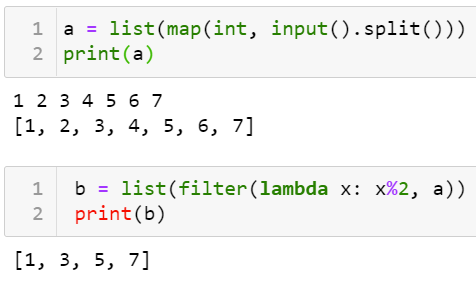 1 a = list(map(int, input().split()))
2 print(a)
1 2 3 4 5 6 7
[1, 2, 3, 4, 5, 6, 7]
1 b = list(filter(lambda x: x%2, a))
2 print(b)
[1, 3, 5, 7]